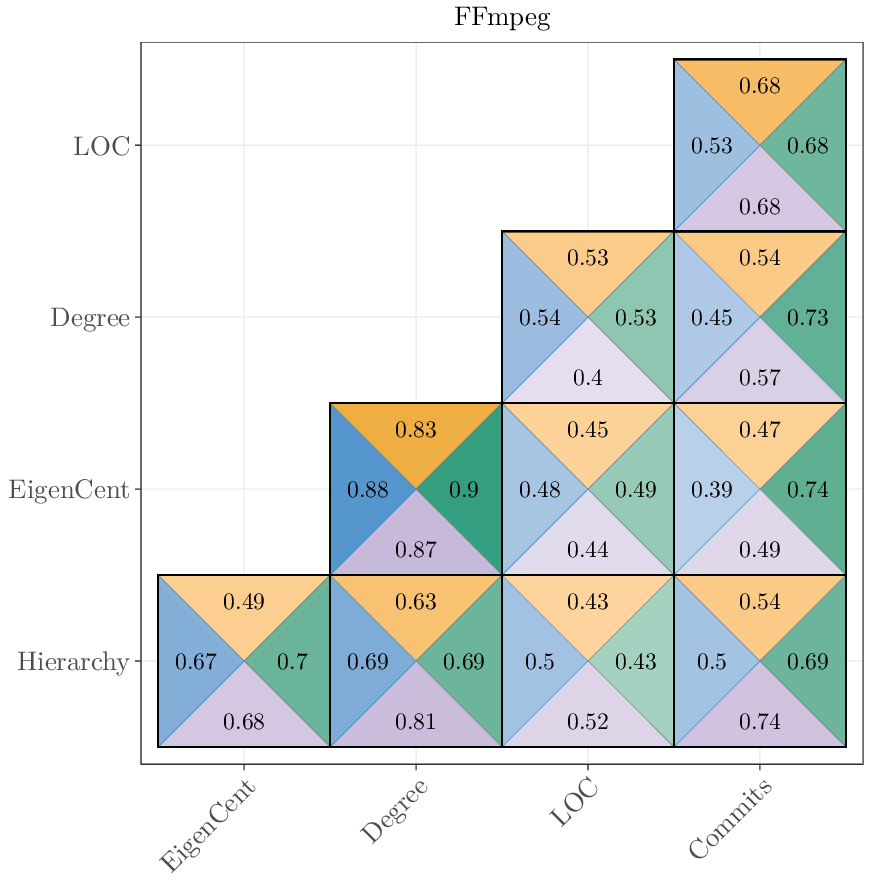 FFmpeg
LOC
0.68
0.53 0.68
0.68
Degree
0.53 0.54
0.54 0.53 0.45 0.73
0.4 0.57
EigenCent
0.83 0.45 0.47
0.88 0.9 0.48 0.49 0.39 0.74
0.87 0.44 0.49
Hierarchy
0.49 0.63 0.43 0.54
0.67 0.7 0.69 0.69 0.5 0.43 0.5 0.69
0.68 0.81 0.52 0.74
EigenCent Degree LOC Commits